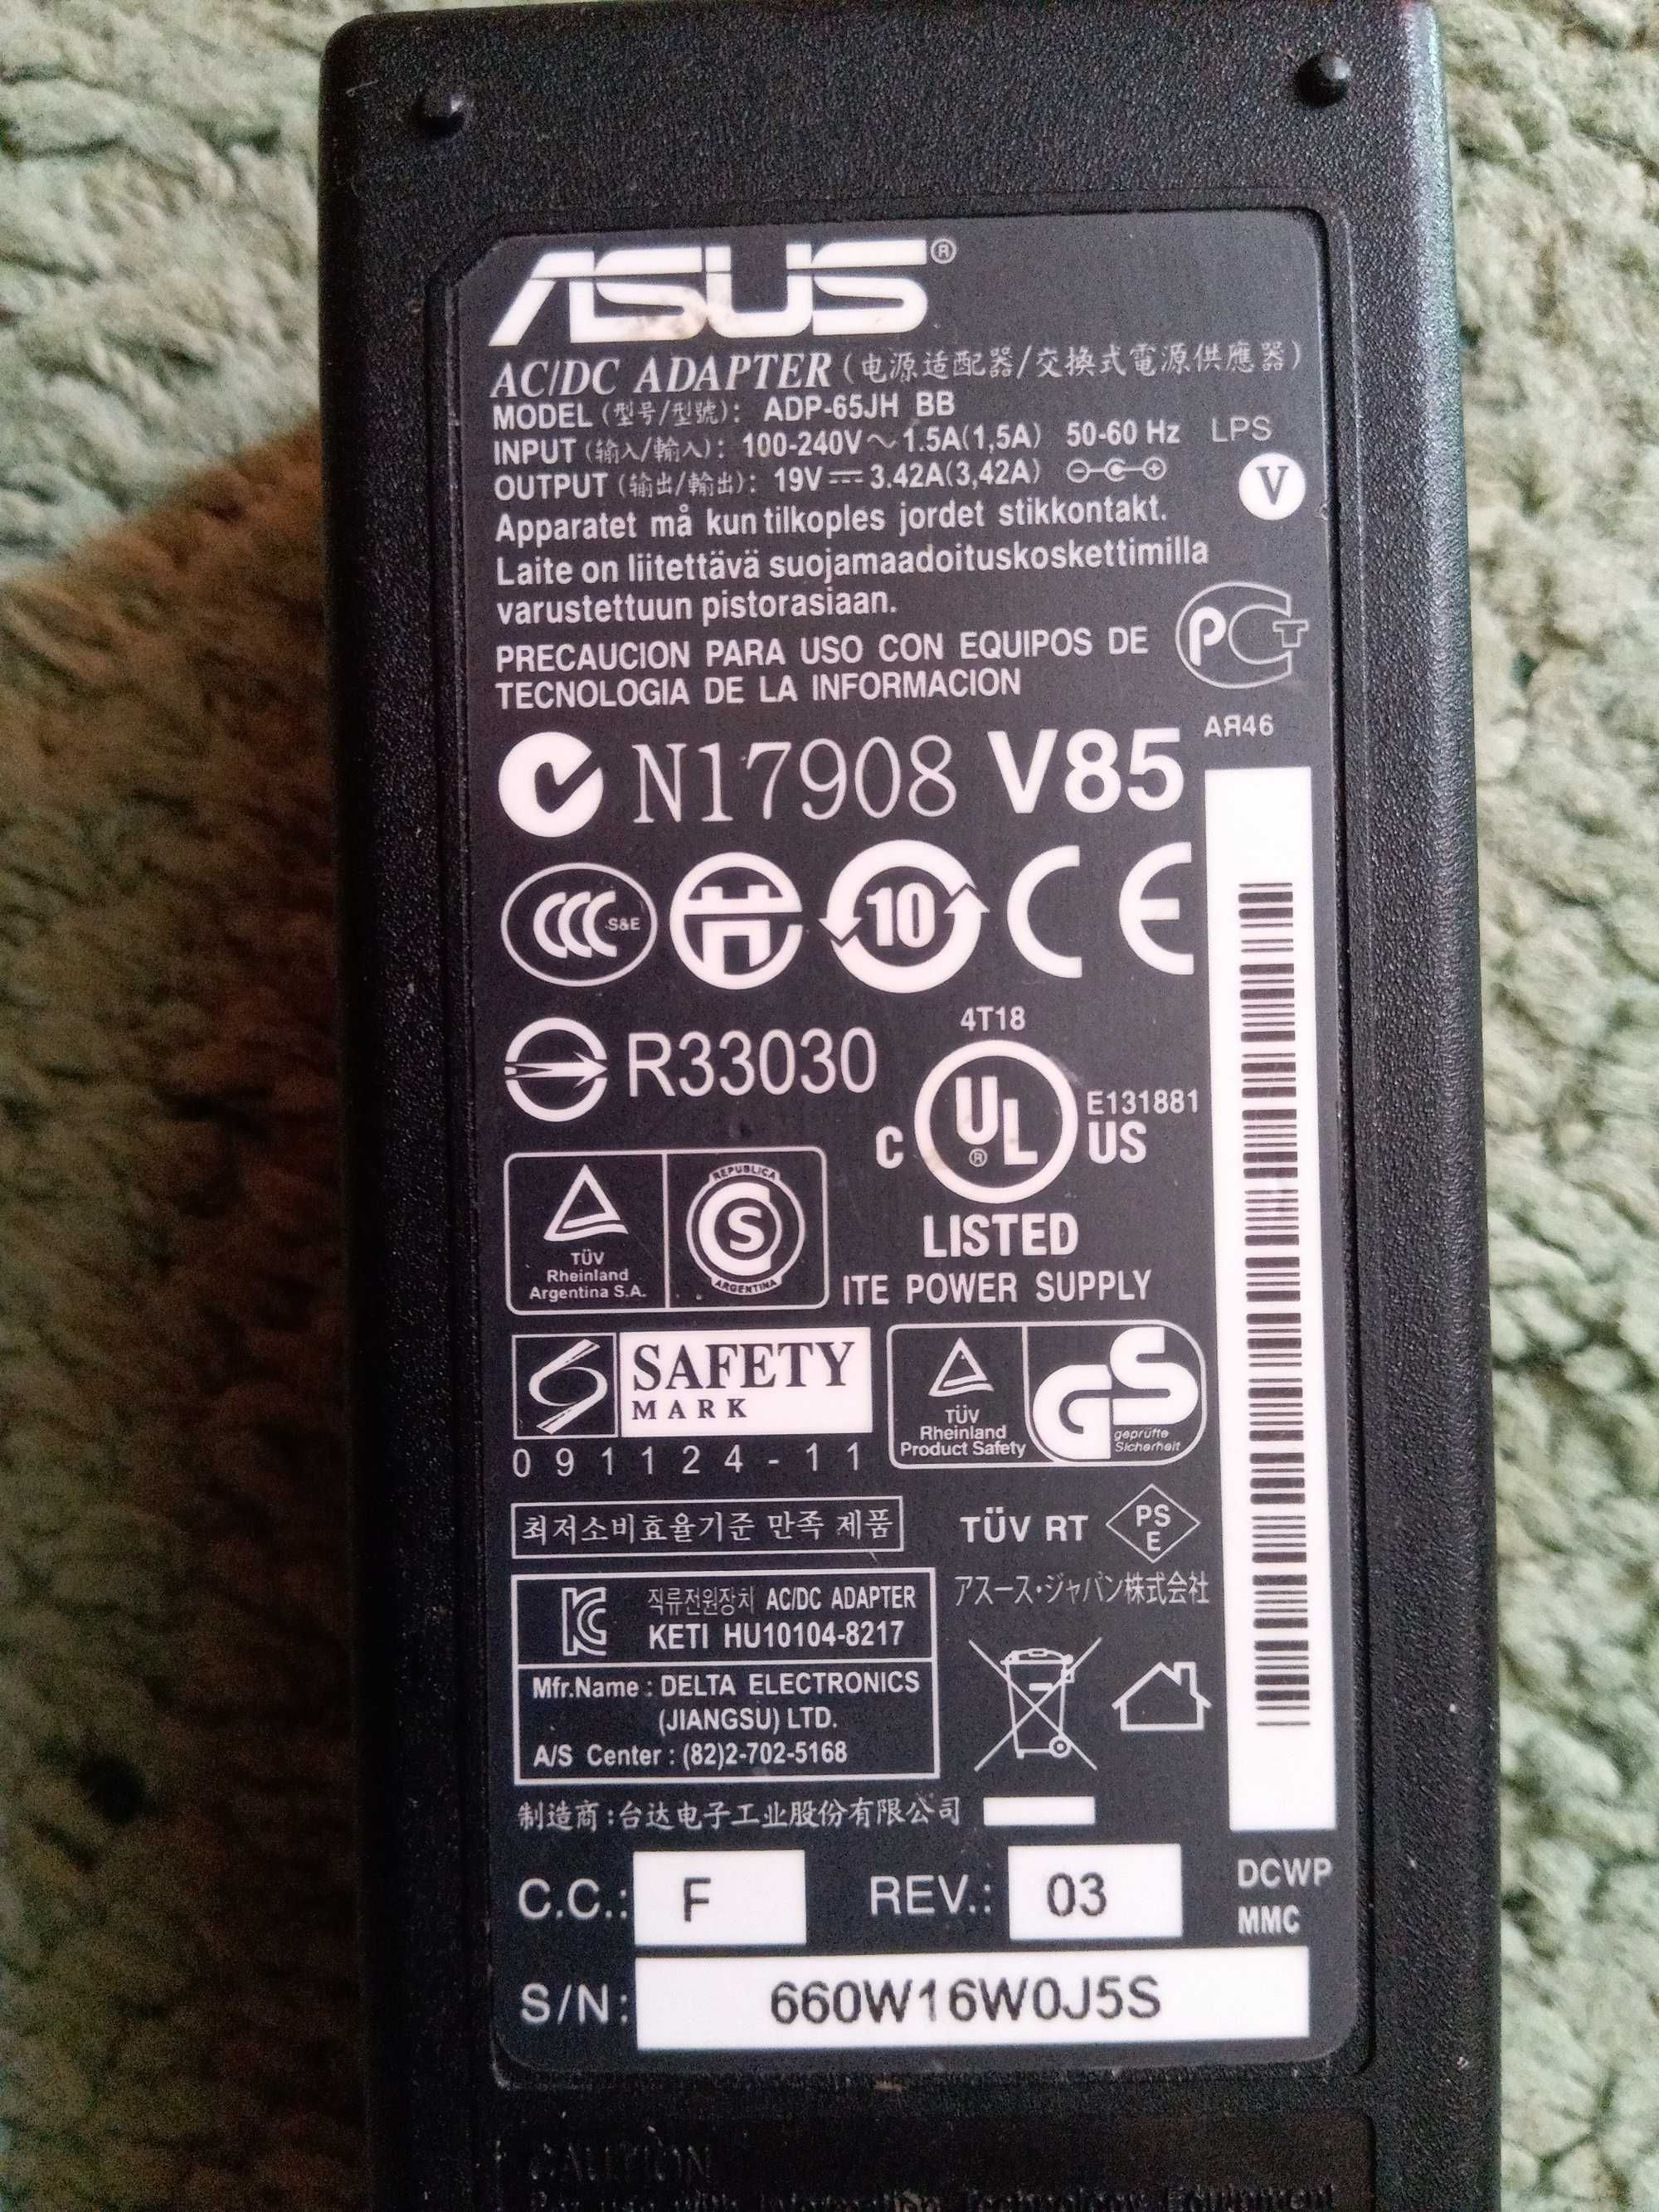 ASUS®
AC/DC ADAPTER (电源适配器/交換式電源供應器)
MODEL (型号/型號): ADP-65JH BB
INPUT (输入/輸入): 100-240V~1.5A(1,5A) 50-60 Hz LPS
OUTPUT (输出/輸出): 19V⎓3.42A(3,42A)
V
Apparatet må kun tilkoples jordet stikkontakt.
Laite on liitettävä suojamaadoituskoskettimilla
varustettuun pistorasiaan.
PRECAUCION PARA USO CON EQUIPOS DE
TECNOLOGIA DE LA INFORMACION
PCT
AЯ46
N17908 V85
CCC S&E 10 CE
R33030
4T18
C UL® US E131881
LISTED
ITE POWER SUPPLY
TÜV
Rheinland
Argentina S.A.
REPUBLICA
S
ARGENTINA
SAFETY
MARK
091124-11
TÜV
Rheinland
Product Safety
GS
geprüfte
Sicherheit
최저소비효율기준 만족 제품
TÜV RT PSE
KC 직류전원장치 AC/DC ADAPTER
KETI HU10104-8217
アスース・ジャパン株式会社
Mfr.Name : DELTA ELECTRONICS
(JIANGSU) LTD.
A/S Center : (82)2-702-5168
制造商:台达电子工业股份有限公司
C.C.: F REV.: 03
DCWP
MMC
S/N: 660W16W0J5S
CAUTION
For use with Information Technology Equipment